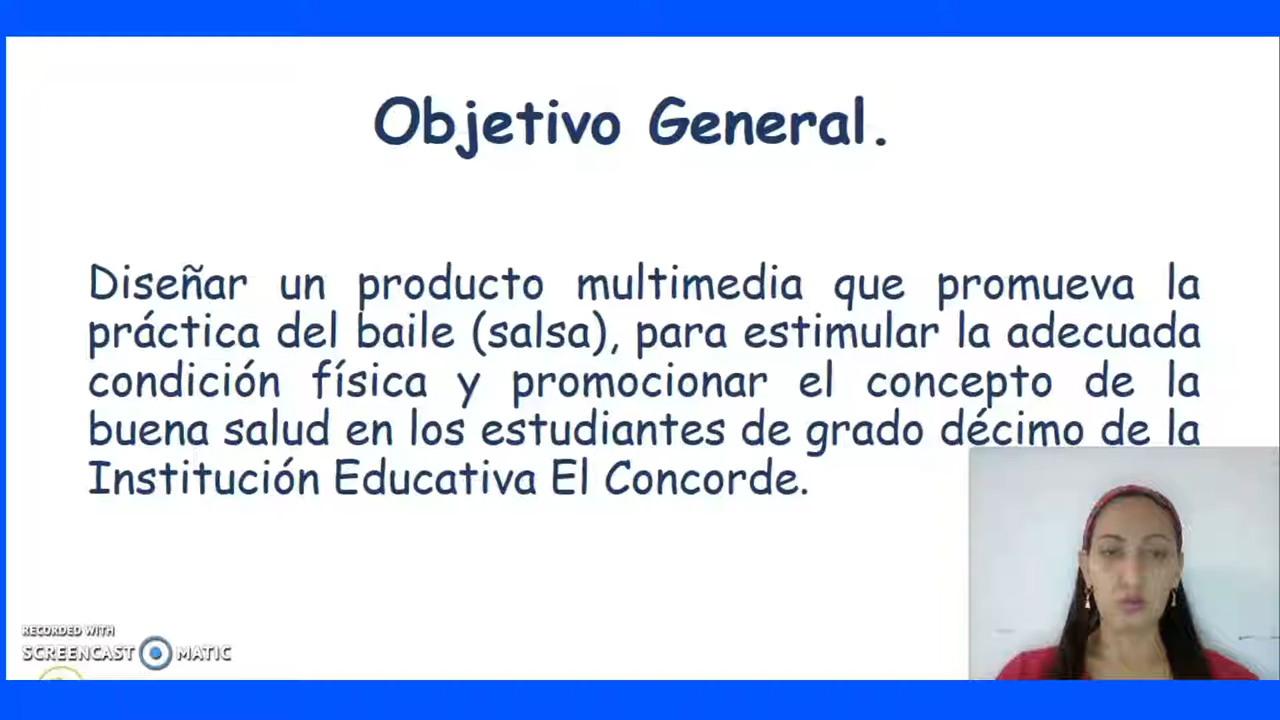 Objetivo General.
Diseñar un producto multimedia que promueva la
práctica del baile (salsa), para estimular la adecuada
condición física y promocionar el concepto de la
buena salud en los estudiantes de grado décimo de la
Institución Educativa El Concorde.
RECORDED WITH
SCREENCAST MATIC